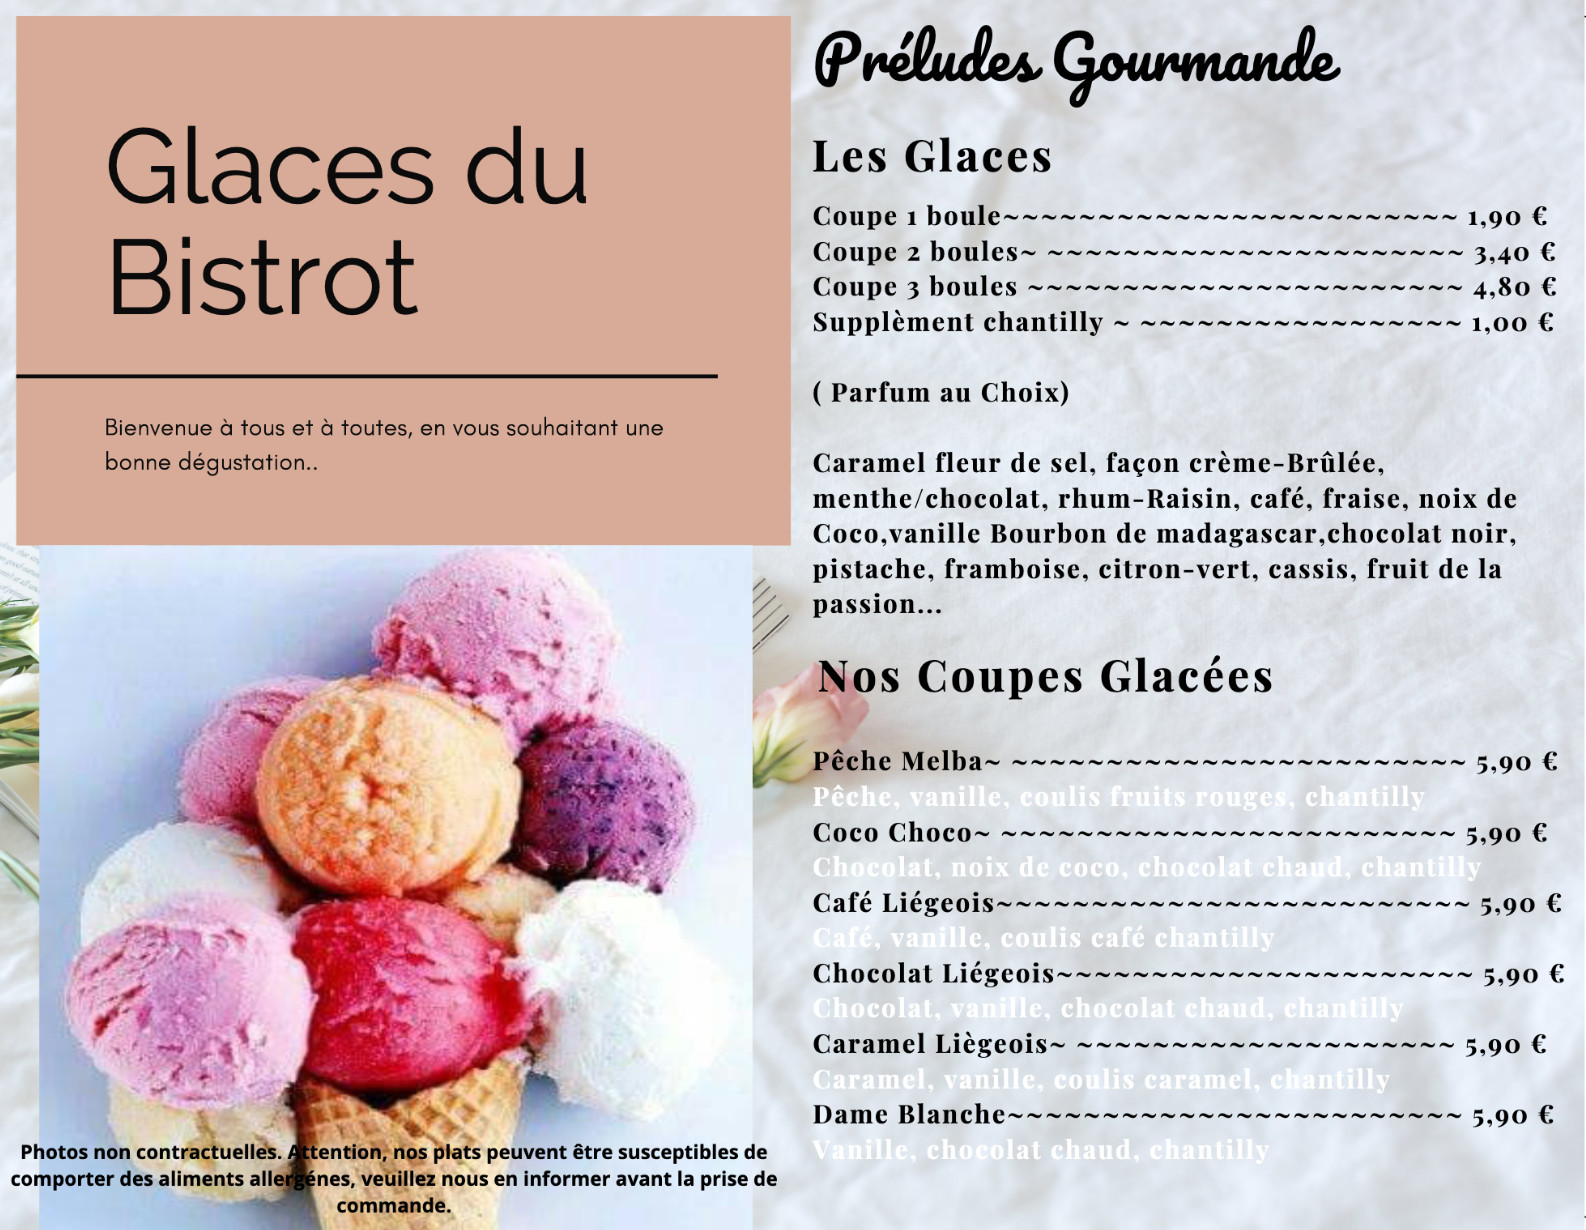 Glaces du
Bistrot
Bienvenue à tous et à toutes, en vous souhaitant une
bonne dégustation..
Photos non contractuelles. Attention, nos plats peuvent être susceptibles de
comporter des aliments allergénes, veuillez nous en informer avant la prise de
commande.
Préludes Gourmande
Les Glaces
Coupe 1 boule~~~~~~~~~~~~~~~~~~~~~~~~ 1,90 €
Coupe 2 boules~ ~~~~~~~~~~~~~~~~~~~~~~ 3,40 €
Coupe 3 boules ~~~~~~~~~~~~~~~~~~~~~~~ 4,80 €
Supplèment chantilly ~ ~~~~~~~~~~~~~~~~~ 1,00 €
( Parfum au Choix)
Caramel fleur de sel, façon crème-Brûlée,
menthe/chocolat, rhum-Raisin, café, fraise, noix de
Coco,vanille Bourbon de madagascar,chocolat noir,
pistache, framboise, citron-vert, cassis, fruit de la
passion...
Nos Coupes Glacées
Pêche Melba~ ~~~~~~~~~~~~~~~~~~~~~~~~ 5,90 €
Pêche, vanille, coulis fruits rouges, chantilly
Coco Choco~ ~~~~~~~~~~~~~~~~~~~~~~~~ 5,90 €
Chocolat, noix de coco, chocolat chaud, chantilly
Café Liégeois~~~~~~~~~~~~~~~~~~~~~~~~~ 5,90 €
Café, vanille, coulis café chantilly
Chocolat Liégeois~~~~~~~~~~~~~~~~~~~~~~ 5,90 €
Chocolat, vanille, chocolat chaud, chantilly
Caramel Liègeois~ ~~~~~~~~~~~~~~~~~~~~ 5,90 €
Caramel, vanille, coulis caramel, chantilly
Dame Blanche~~~~~~~~~~~~~~~~~~~~~~~~ 5,90 €
Vanille, chocolat chaud, chantilly